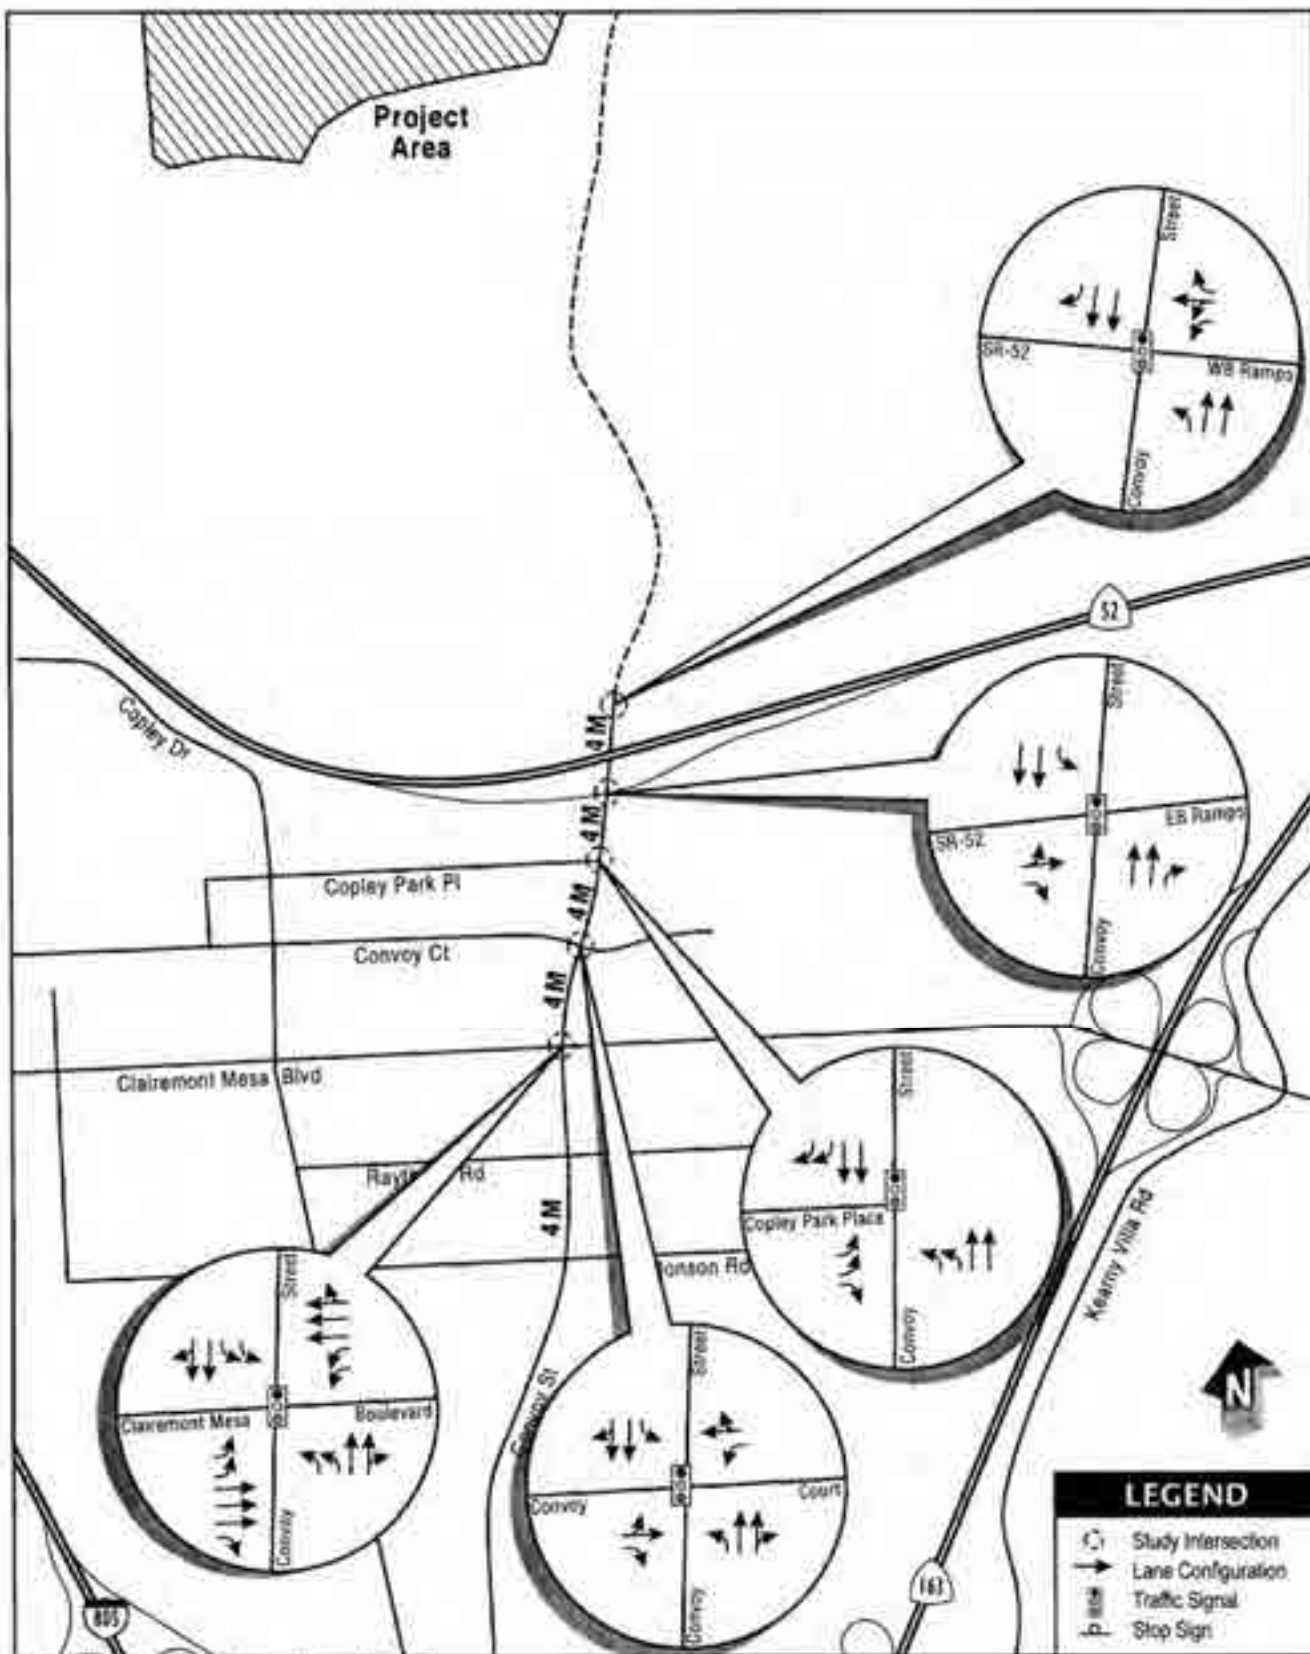 Project
Area
Street
SR-52
WB Ramps
Convoy
52
Street
Copley Dr
4M
SR-52
EB Ramps
4M
Copley Park Pl
4M
Convoy
Convoy Ct
4M
Clairemont Mesa Blvd
Street
Rd
4M
Copley Park Place
Kearny Villa Rd
onson Rd
Street
Convoy
Street
N
Clairemont Mesa
Boulevard
Convoy St
LEGEND
Convoy
Court
Convoy
Study Intersection
Lane Configuration
163
Traffic Signal
805
Convoy
Stop Sign